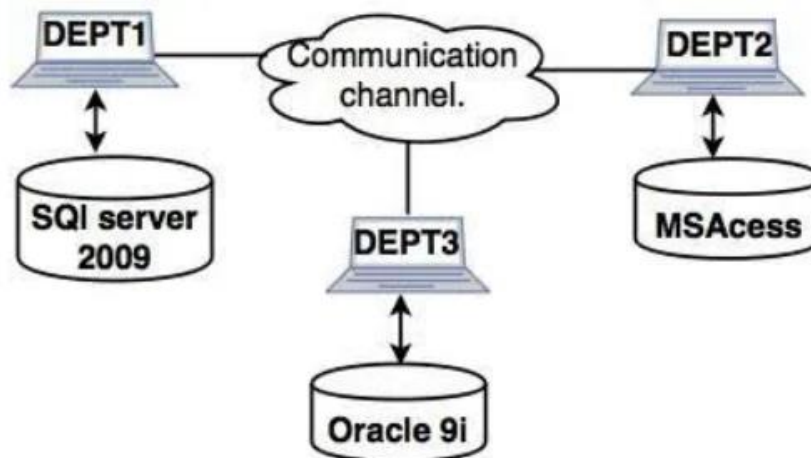 DEPT1
Communication
channel.
DEPT2
SQl server
2009
DEPT3
MSAcess
Oracle 9i